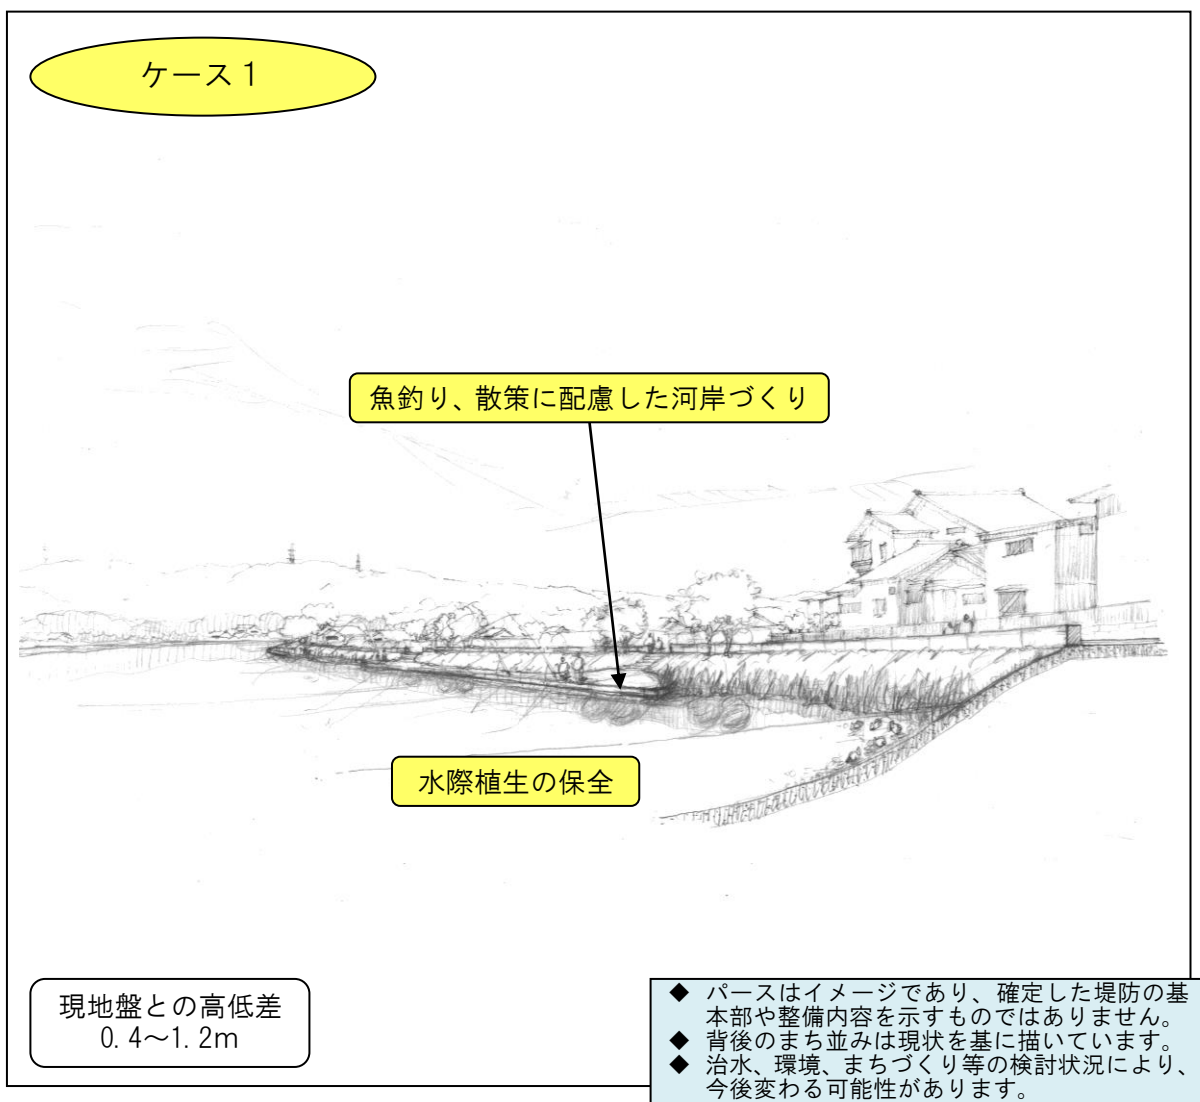 ケース1
魚釣り、散策に配慮した河岸づくり
水際植生の保全
現地盤との高低差
0.4～1.2m
◆ パースはイメージであり、確定した堤防の基
本部や整備内容を示すものではありません。
◆ 背後のまち並みは現状を基に描いています。
◆ 治水、環境、まちづくり等の検討状況により、
今後変わる可能性があります。